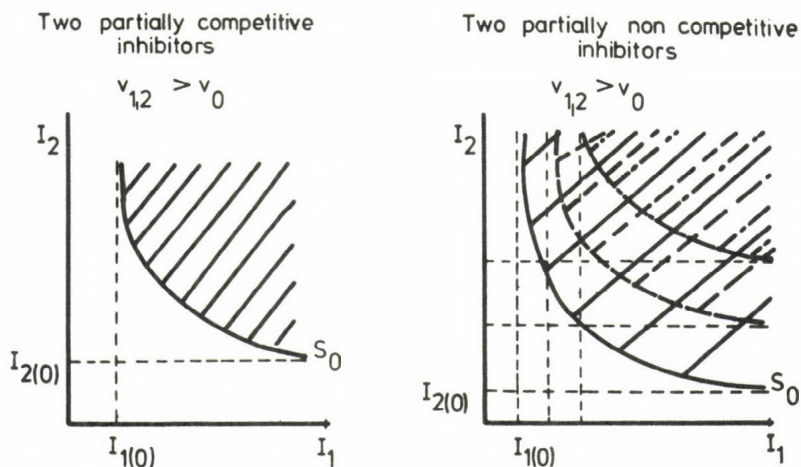 Two partially competitive
inhibitors
v1,2 > v0
I2
I2(0)
I1(0)
I1
S0
Two partially non competitive
inhibitors
v1,2 > v0
I2
I2(0)
I1(0)
I1
S0